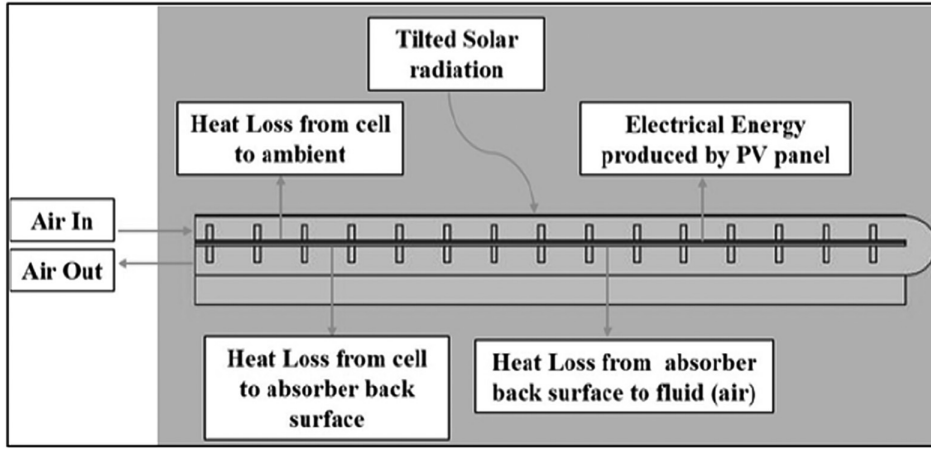 Tilted Solar
radiation
Heat Loss from cell
to ambient
Electrical Energy
produced by PV panel
Air In
Air Out
Heat Loss from cell
to absorber back
surface
Heat Loss from absorber
back surface to fluid (air)